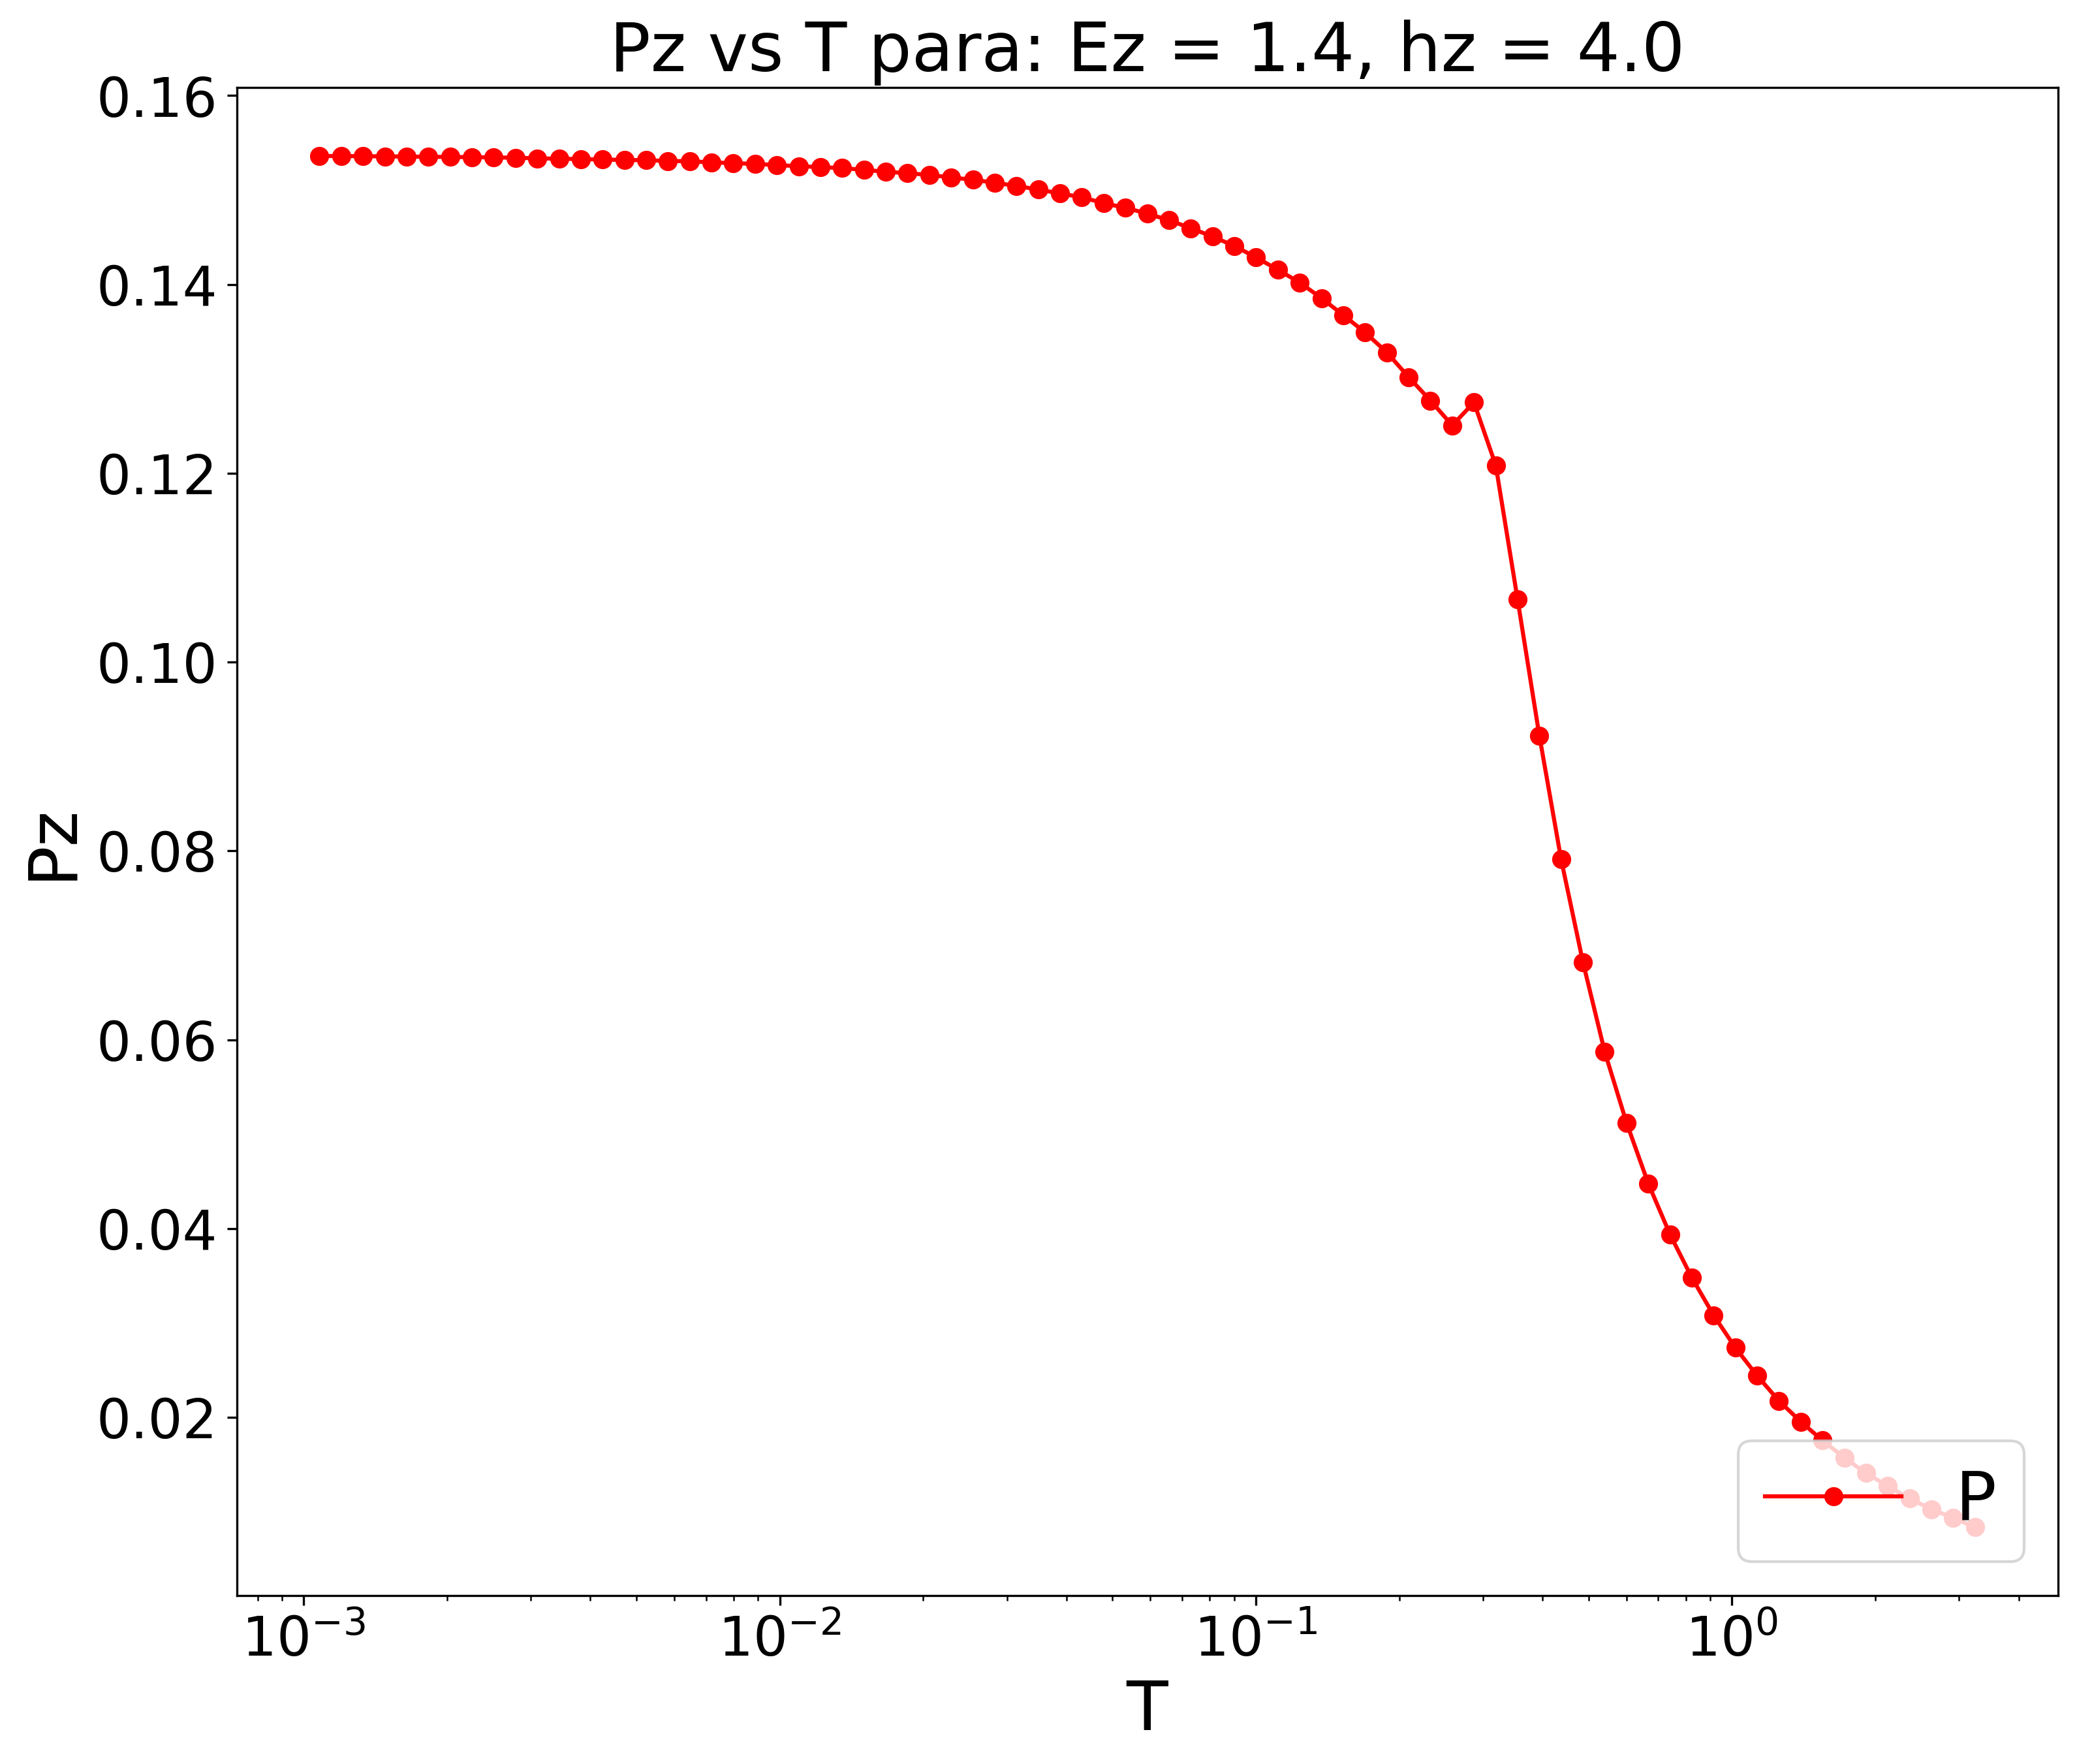 Pz vs T para: Ez = 1.4, hz = 4.0
0.16
0.14
0.12
0.10
0.08
0.06
0.04
0.02
Pz
P
10⁻³ 10⁻² 10⁻¹ 10⁰
T